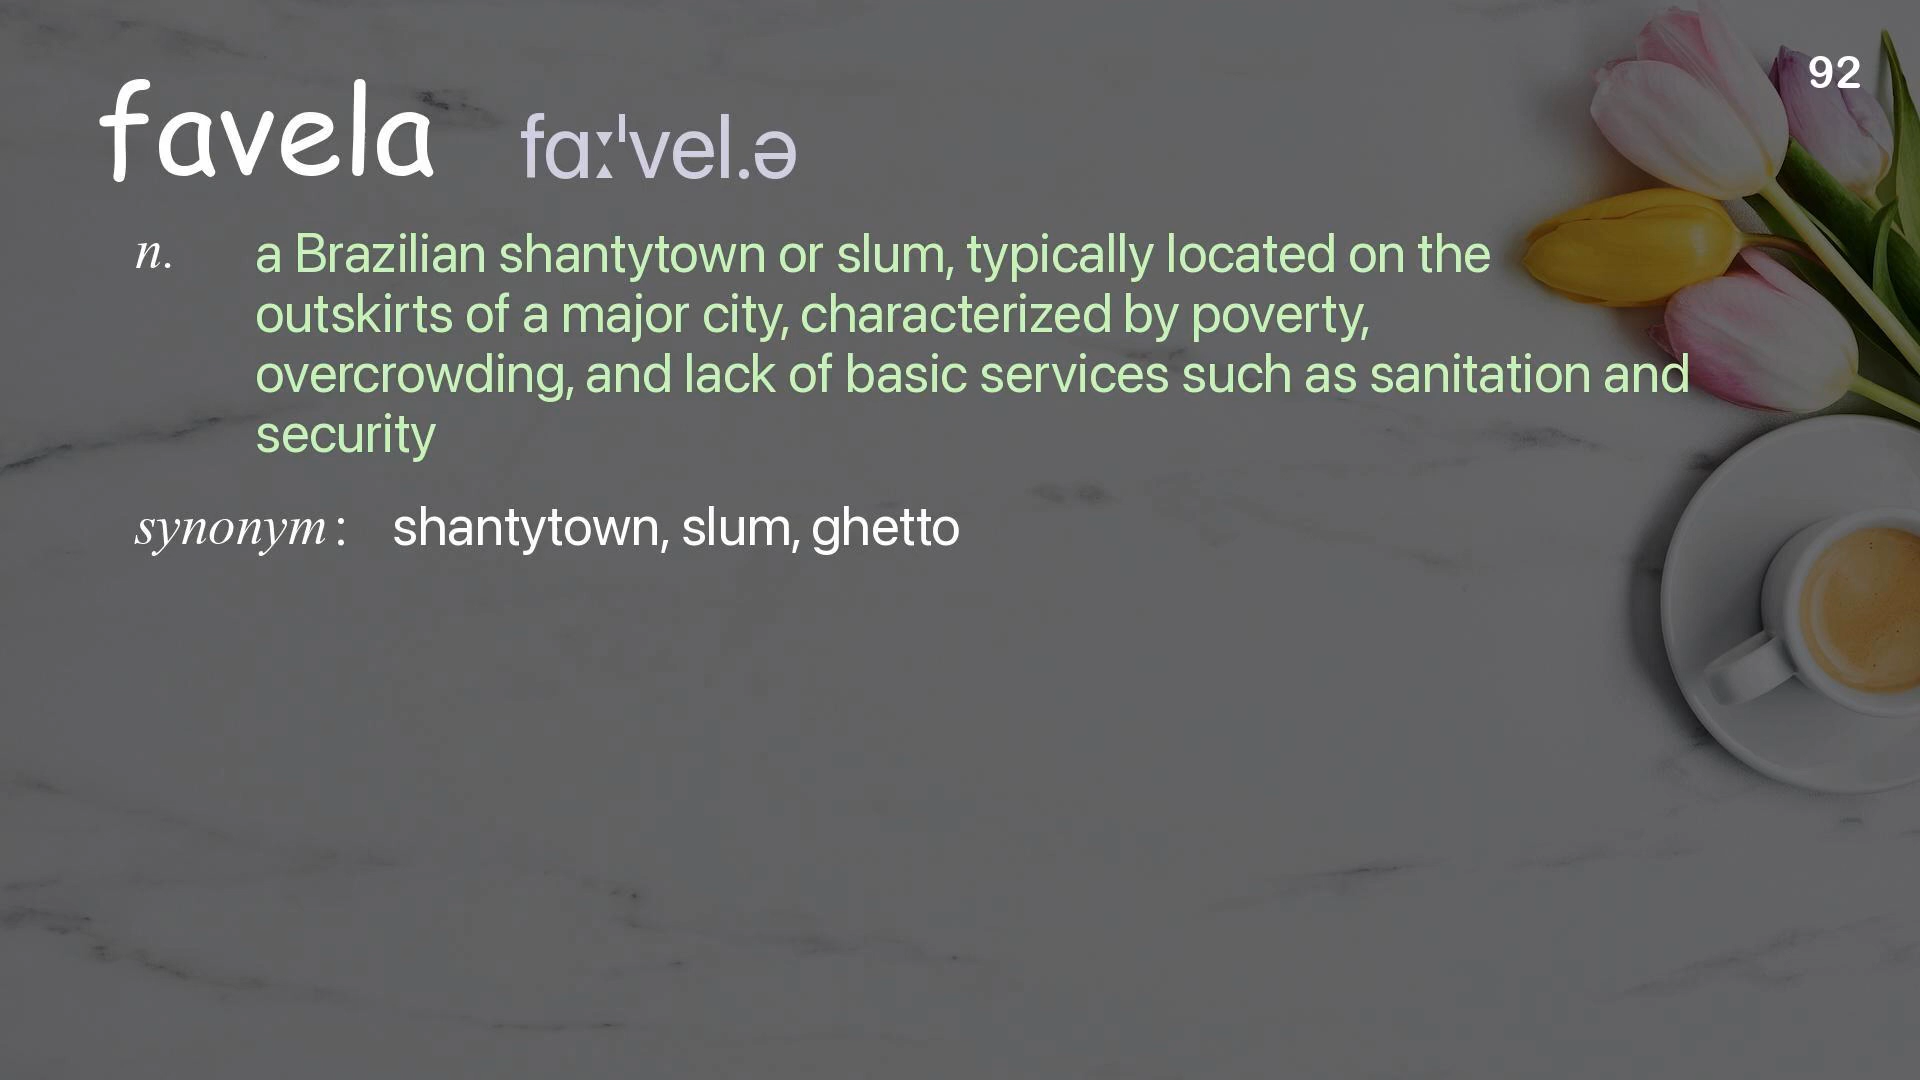 92
favela fɑːˈvel.ə
n. a Brazilian shantytown or slum, typically located on the
outskirts of a major city, characterized by poverty,
overcrowding, and lack of basic services such as sanitation and
security
synonym: shantytown, slum, ghetto